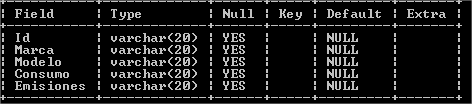 Field | Type | Null | Key | Default | Extra
Id | varchar(20) | YES | | NULL |
Marca | varchar(20) | YES | | NULL |
Modelo | varchar(20) | YES | | NULL |
Consumo | varchar(20) | YES | | NULL |
Emisiones | varchar(20) | YES | | NULL |